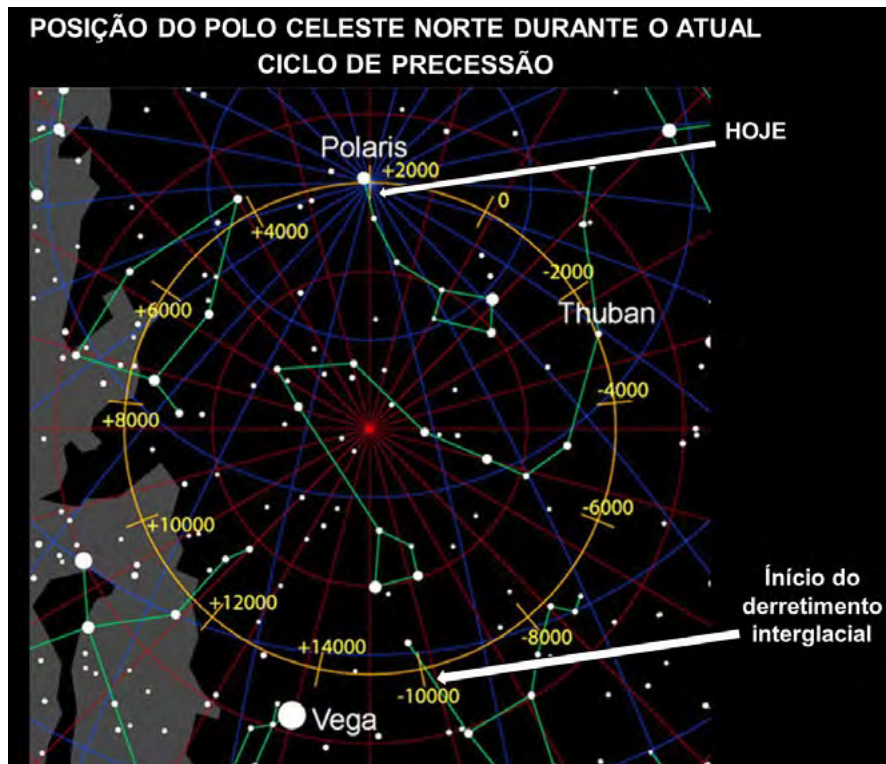 POSIÇÃO DO POLO CELESTE NORTE DURANTE O ATUAL
CICLO DE PRECESSÃO
HOJE
Polaris
+2000
0
+4000
-2000
+6000
Thuban
-4000
+8000
-6000
+10000
Ínício do
derretimento
interglacial
+12000
-8000
+14000
-10000
Vega